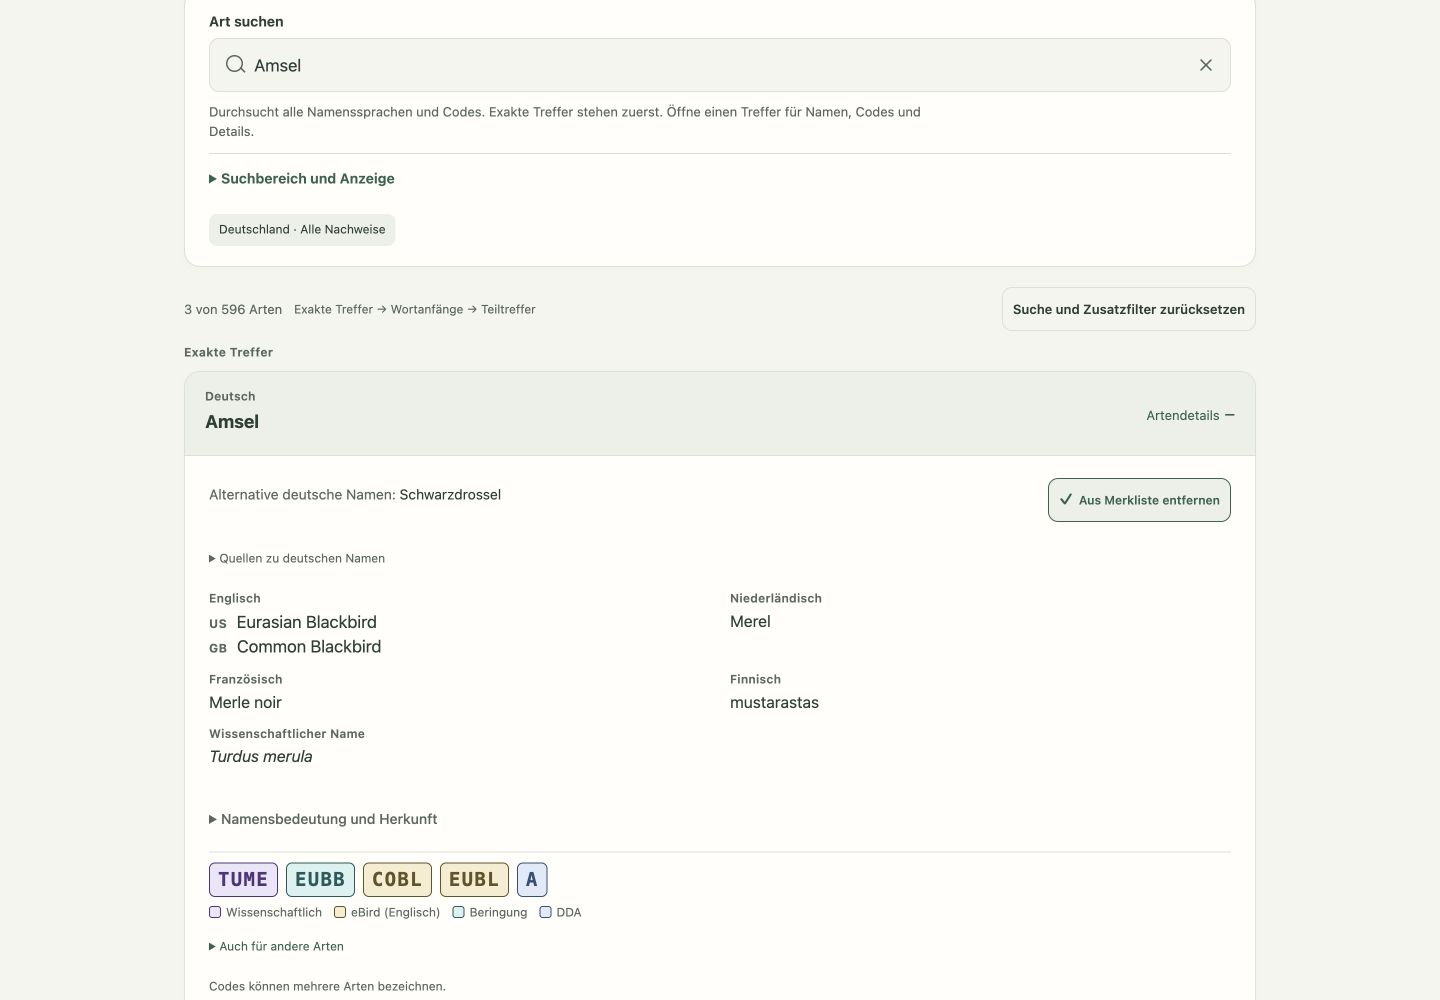 Art suchen
Amsel
Durchsucht alle Namenssprachen und Codes. Exakte Treffer stehen zuerst. Öffne einen Treffer für Namen, Codes und
Details.
Suchbereich und Anzeige
Deutschland · Alle Nachweise
3 von 596 Arten Exakte Treffer → Wortanfänge → Teiltreffer
Suche und Zusatzfilter zurücksetzen
Exakte Treffer
Deutsch
Amsel
Artendetails −
Alternative deutsche Namen: Schwarzdrossel
✓ Aus Merkliste entfernen
Quellen zu deutschen Namen
Englisch
US Eurasian Blackbird
GB Common Blackbird
Niederländisch
Merel
Französisch
Merle noir
Finnisch
mustarastas
Wissenschaftlicher Name
Turdus merula
Namensbedeutung und Herkunft
TUME EUBB COBL EUBL A
Wissenschaftlich eBird (Englisch) Beringung DDA
Auch für andere Arten
Codes können mehrere Arten bezeichnen.